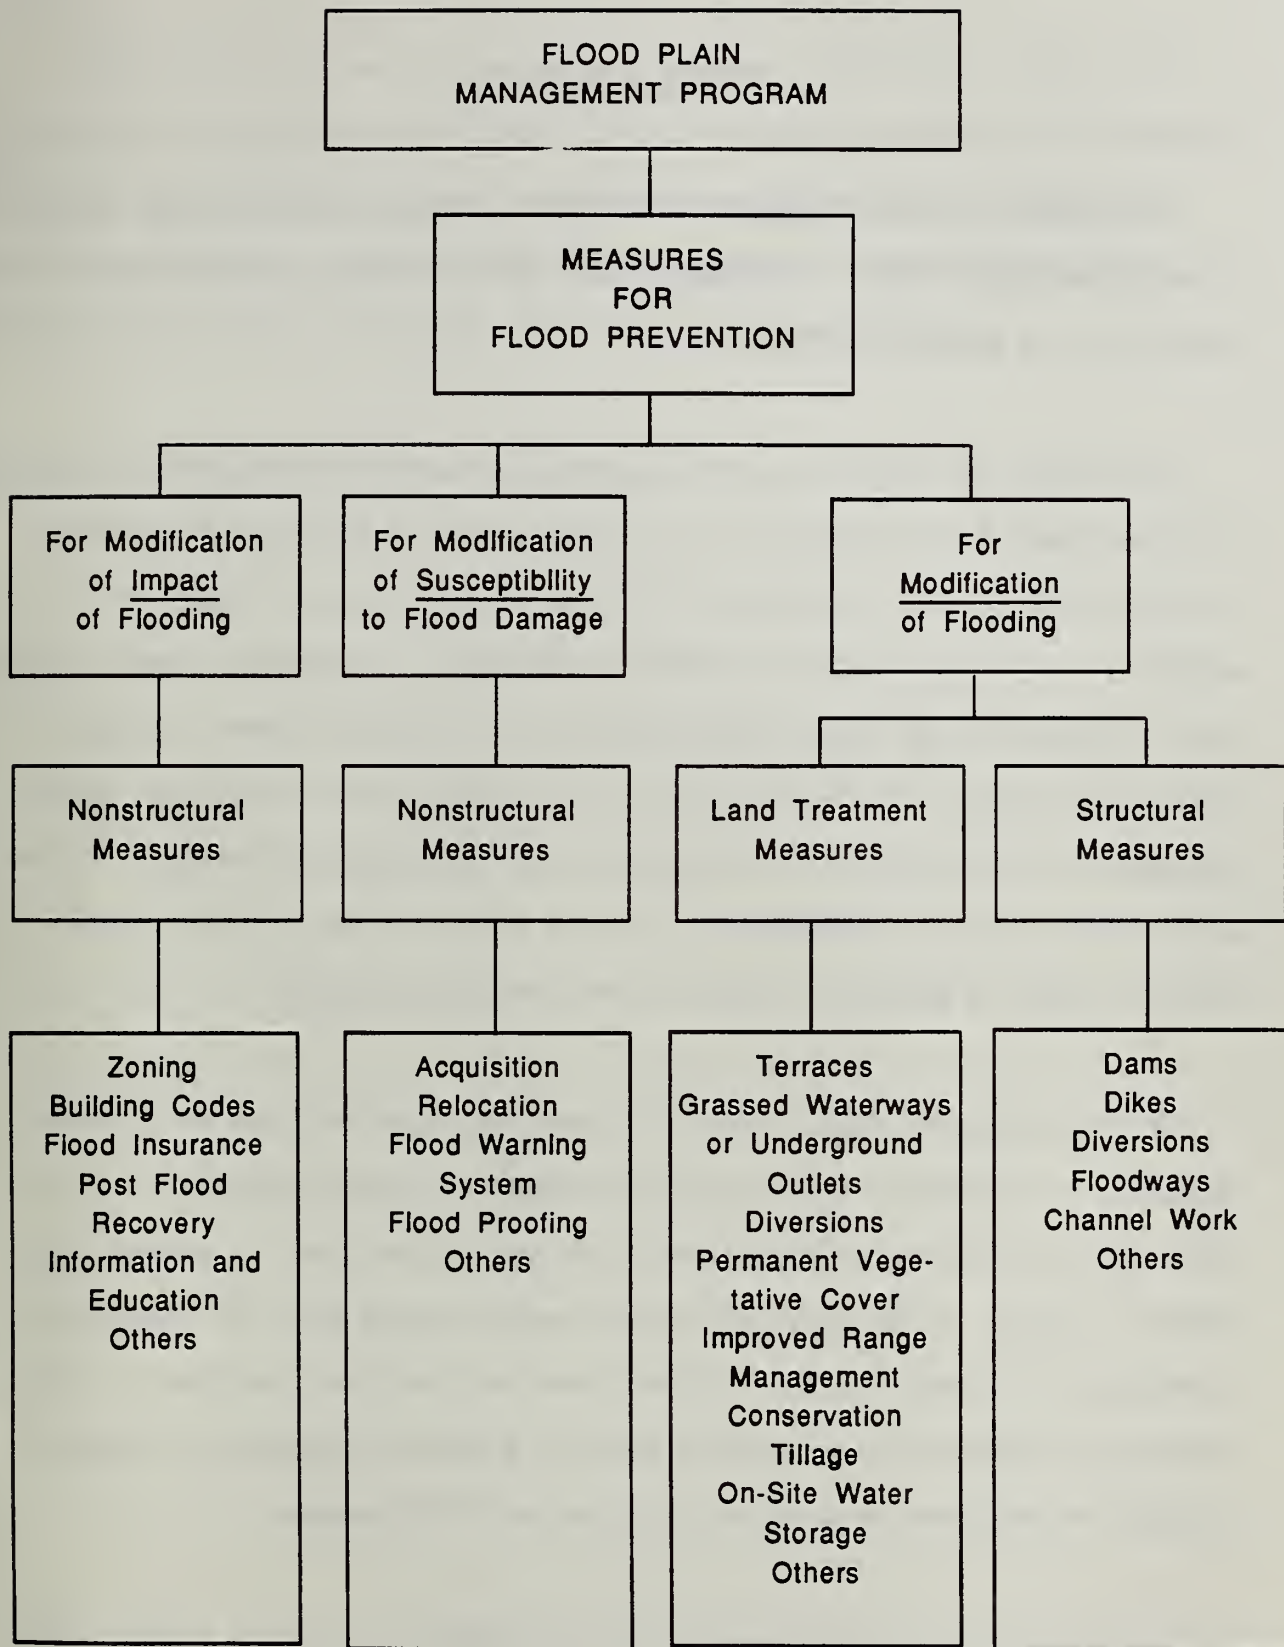 FLOOD PLAIN
MANAGEMENT PROGRAM
MEASURES
FOR
FLOOD PREVENTION
For Modification
of Impact
of Flooding
For Modification
of Susceptibility
to Flood Damage
For
Modification
of Flooding
Nonstructural
Measures
Nonstructural
Measures
Land Treatment
Measures
Structural
Measures
Zoning
Building Codes
Flood Insurance
Post Flood
Recovery
Information and
Education
Others
Acquisition
Relocation
Flood Warning
System
Flood Proofing
Others
Terraces
Grassed Waterways
or Underground
Outlets
Diversions
Permanent Vege-
tative Cover
Improved Range
Management
Conservation
Tillage
On-Site Water
Storage
Others
Dams
Dikes
Diversions
Floodways
Channel Work
Others